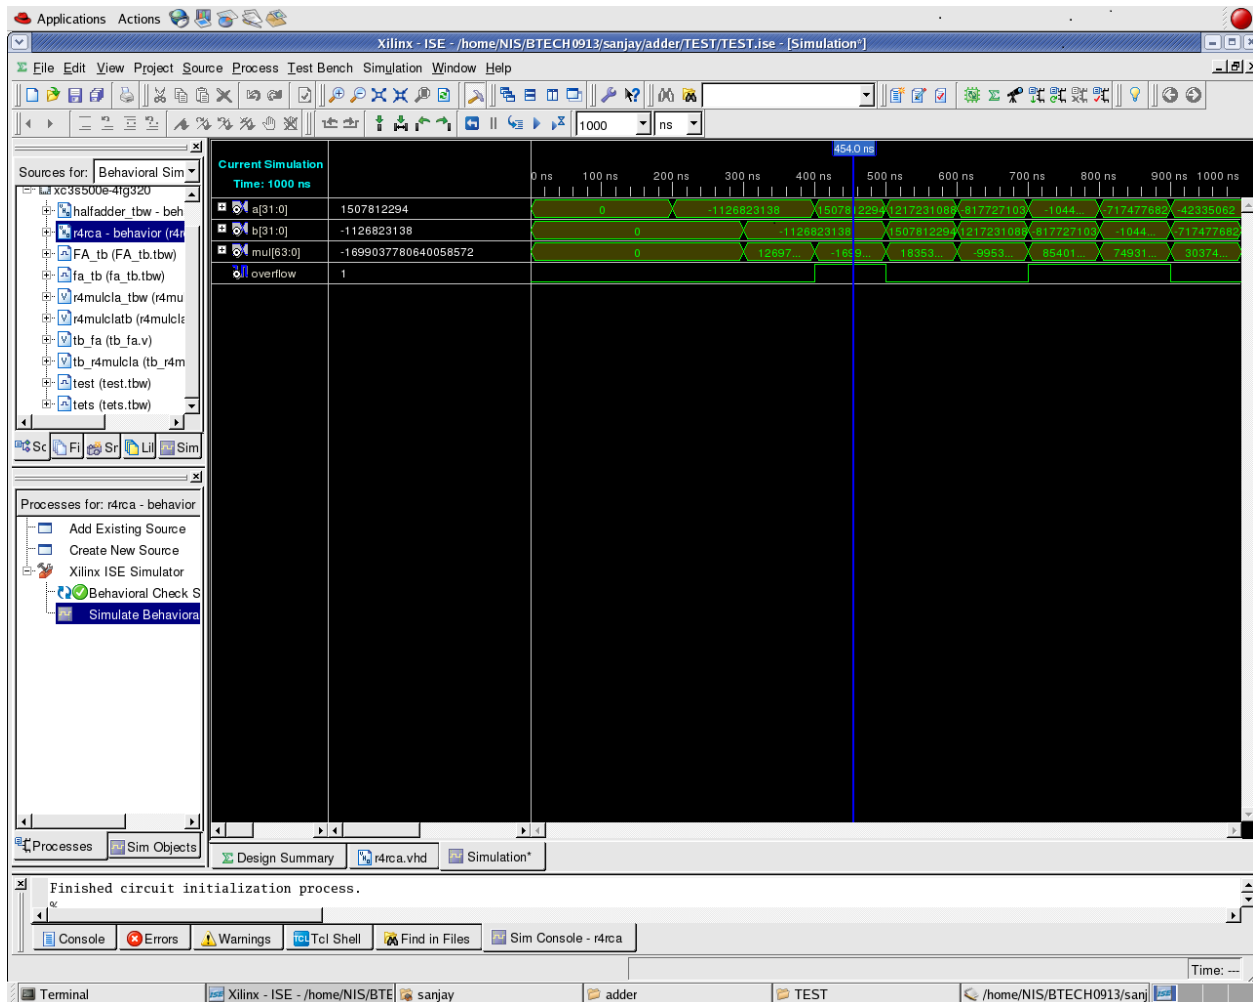 Applications Actions
Xilinx - ISE - /home/NIS/BTECH0913/sanjay/adder/TEST/TEST.ise - [Simulation*]
File Edit View Project Source Process Test Bench Simulation Window Help
1000 ns
Sources for: Behavioral Sim
xc3s500e-4fg320
halfadder_tbw - beh
r4rca - behavior (r4r
FA_tb (FA_tb.tbw)
fa_tb (fa_tb.tbw)
r4mulcla_tbw (r4mu
r4mulclatb (r4mulcla
tb_fa (tb_fa.v)
tb_r4mulcla (tb_r4m
test (test.tbw)
tets (tets.tbw)
Sc Fi Sr Lil Sim
Processes for: r4rca - behavior
Add Existing Source
Create New Source
Xilinx ISE Simulator
Behavioral Check S
Simulate Behaviora
Processes Sim Objects
454.0 ns
Current Simulation
Time: 1000 ns
0 ns 100 ns 200 ns 300 ns 400 ns 500 ns 600 ns 700 ns 800 ns 900 ns 1000 ns
a[31:0] 1507812294 0 -1126823138 1507812294 1217231088 -817727103 -1044... -717477682 -42335062
b[31:0] -1126823138 0 -1126823138 1507812294 1217231088 -817727103 -1044... -717477682
mul[63:0] -1699037780640058572 0 12697... -1699... 18353... -9953... 85401... 74931... 30374...
overflow 1
Design Summary r4rca.vhd Simulation*
Finished circuit initialization process.
%
Console Errors Warnings Tcl Shell Find in Files Sim Console - r4rca
Time: ---
Terminal Xilinx - ISE - /home/NIS/BTE sanjay adder TEST /home/NIS/BTECH0913/sanj